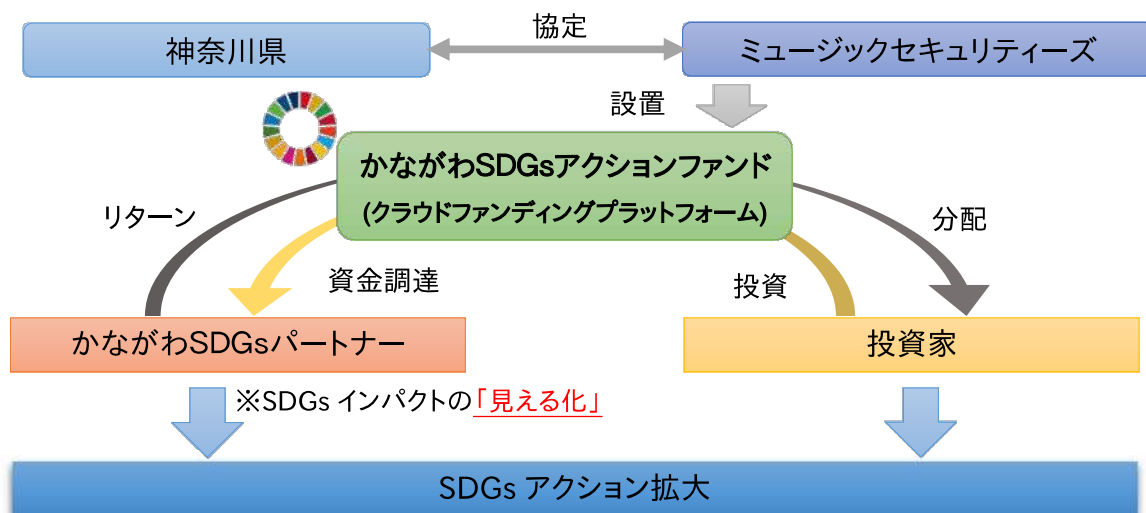 神奈川県
協定
ミュージックセキュリティーズ
設置
かながわSDGsアクションファンド
(クラウドファンディングプラットフォーム)
リターン
資金調達
投資
分配
かながわSDGsパートナー
投資家
※SDGs インパクトの「見える化」
SDGs アクション拡大